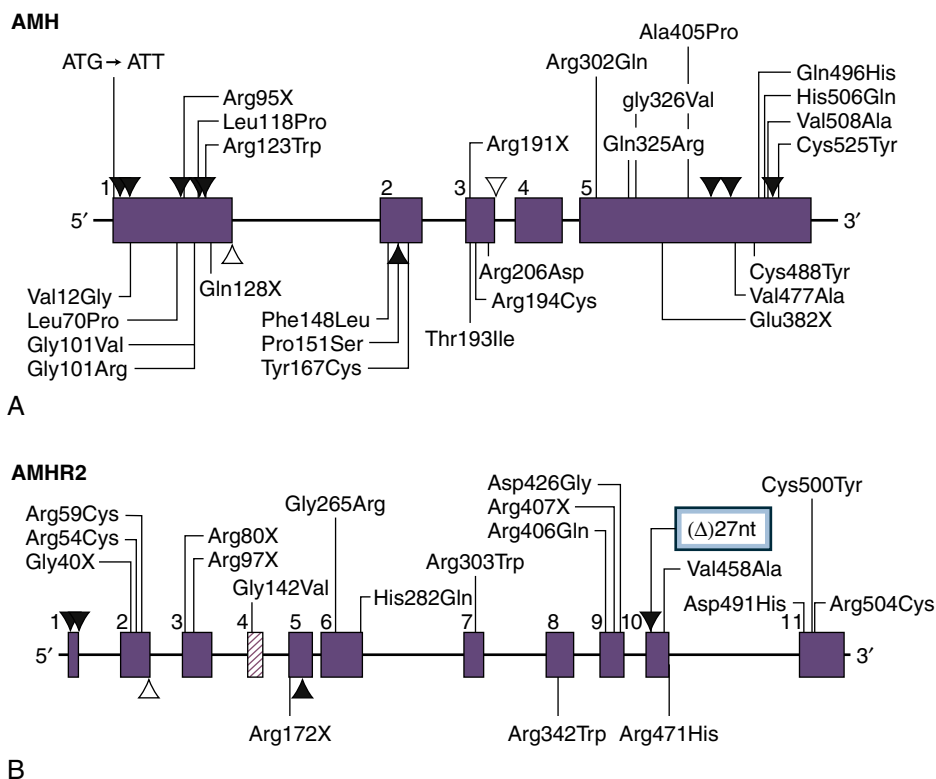 AMH
Ala405Pro
ATG→ATT
Arg302Gln
Gln496His
Arg95X
gly326Val
His506Gln
Leu118Pro
Val508Ala
Arg123Trp
Arg191X
Gln325Arg
Cys525Tyr
1 2 3 4 5
5′ 3′
Arg206Asp
Cys488Tyr
Val12Gly
Gln128X
Arg194Cys
Val477Ala
Leu70Pro
Phe148Leu
Glu382X
Gly101Val
Pro151Ser
Thr193Ile
Gly101Arg
Tyr167Cys
A
AMHR2
Asp426Gly
Cys500Tyr
Gly265Arg
Arg59Cys
Arg407X
Arg54Cys
Arg80X
Arg406Gln
(Δ)27nt
Gly40X
Arg97X
Arg303Trp
Val458Ala
Gly142Val
His282Gln
Asp491His
Arg504Cys
1 2 3 4 5 6 7 8 9 10 11
5′ 3′
Arg172X
Arg342Trp
Arg471His
B